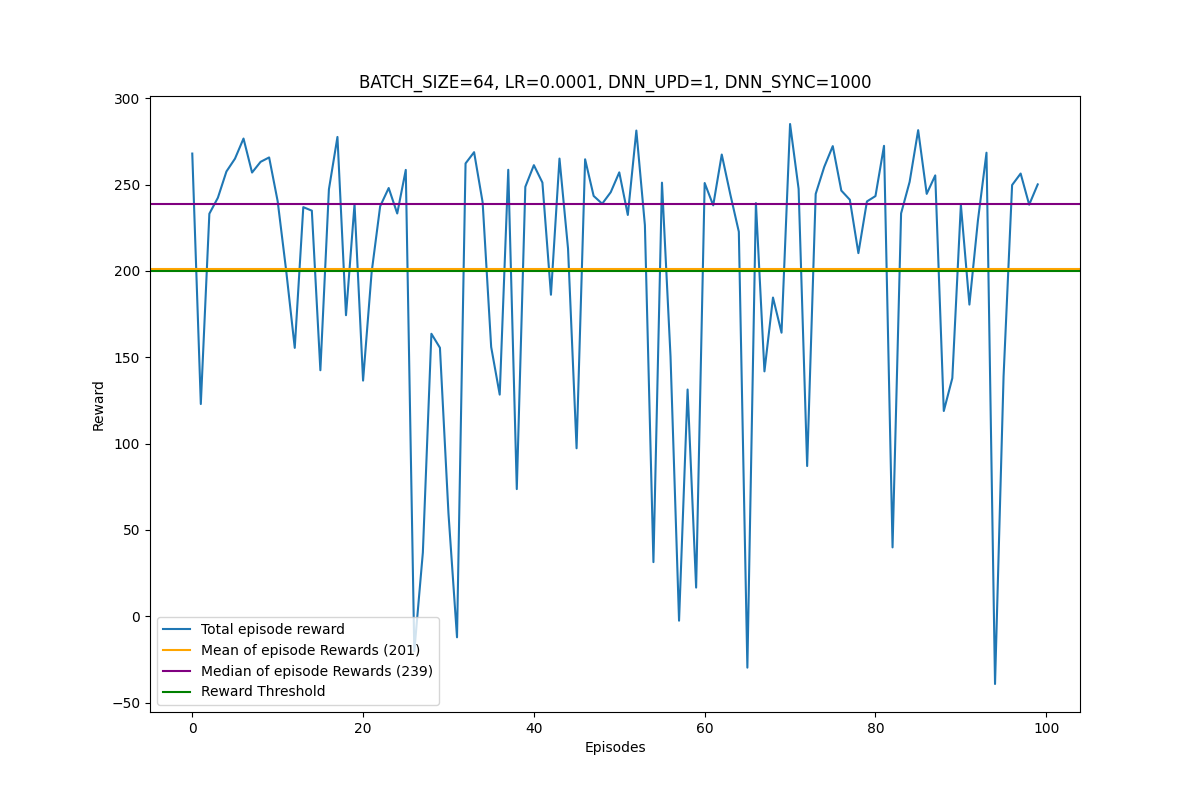 BATCH_SIZE=64, LR=0.0001, DNN_UPD=1, DNN_SYNC=1000
300
250
200
150
100
50
0
−50
Reward
Total episode reward
Mean of episode Rewards (201)
Median of episode Rewards (239)
Reward Threshold
0 20 40 60 80 100
Episodes